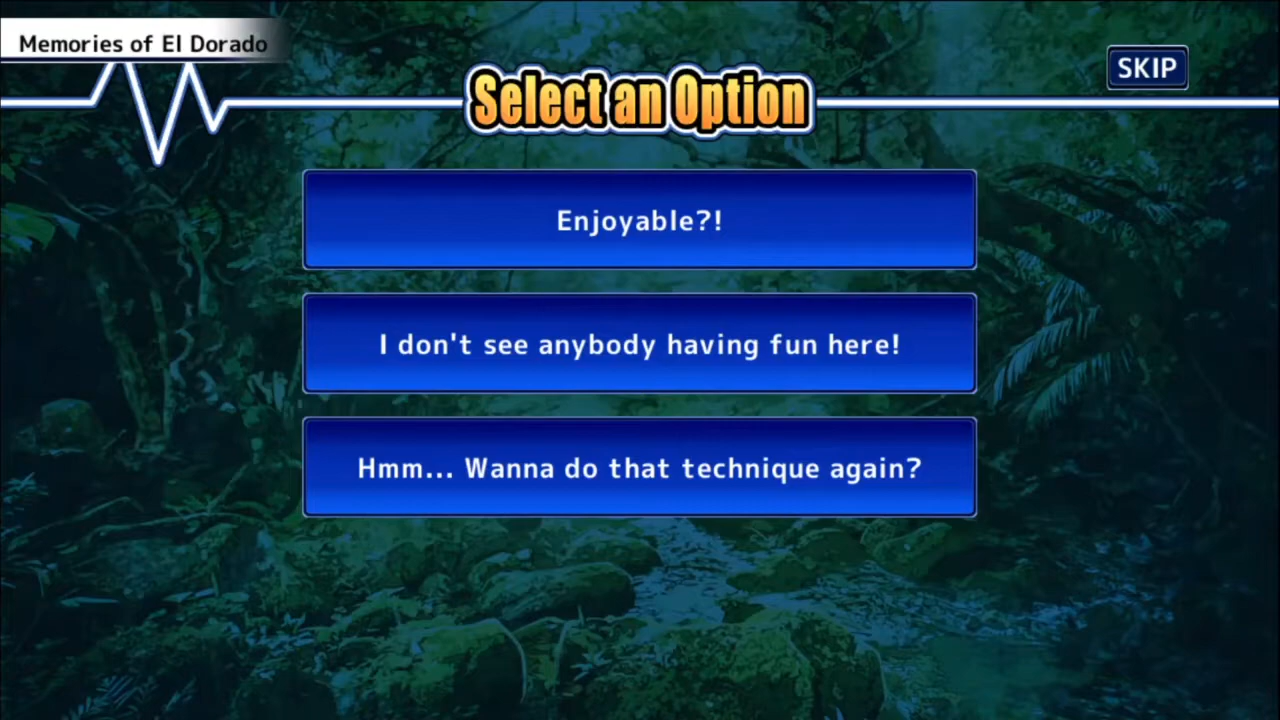 Memories of El Dorado
SKIP
Select an Option
Enjoyable?!
I don't see anybody having fun here!
Hmm... Wanna do that technique again?